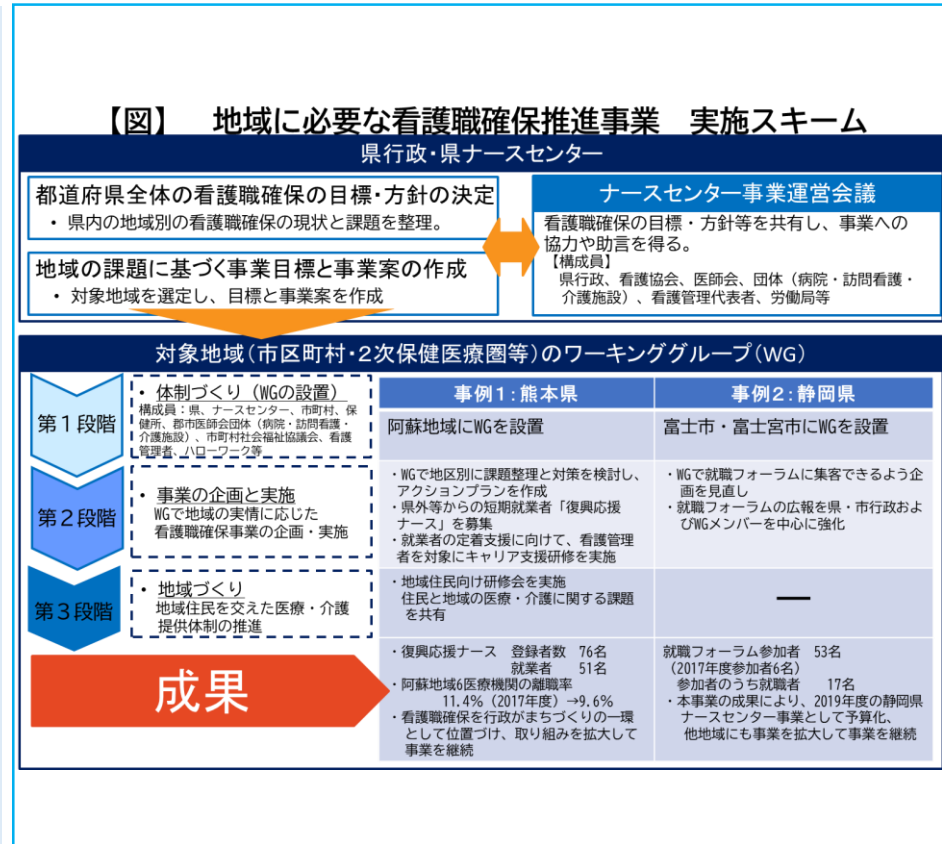 【図】　地域に必要な看護職確保推進事業　実施スキーム
県行政・県ナースセンター
都道府県全体の看護職確保の目標・方針の決定
・ 県内の地域別の看護職確保の現状と課題を整理。
地域の課題に基づく事業目標と事業案の作成
・ 対象地域を選定し、目標と事業案を作成
ナースセンター事業運営会議
看護職確保の目標・方針等を共有し、事業への
協力や助言を得る。
【構成員】
県行政、看護協会、医師会、団体（病院・訪問看護・
介護施設）、看護管理代表者、労働局等
対象地域（市区町村・２次保健医療圏等）のワーキンググループ（WG）
第１段階
・ 体制づくり（WGの設置）
構成員：県、ナースセンター、市町村、保
健所、郡市医師会団体（病院・訪問看護・
介護施設）、市町村社会福祉協議会、看護
管理者、ハローワーク等
第２段階
・ 事業の企画と実施
WGで地域の実情に応じた
看護職確保事業の企画・実施
第３段階
・ 地域づくり
地域住民を交えた医療・介護
提供体制の推進
成果
事例１：熊本県
阿蘇地域にWGを設置
・WGで地区別に課題整理と対策を検討し、
アクションプランを作成
・県外等からの短期就業者「復興応援
ナース」を募集
・就業者の定着支援に向けて、看護管理
者を対象にキャリア支援研修を実施
・地域住民向け研修会を実施
住民と地域の医療・介護に関する課題
を共有
・復興応援ナース　登録者数　76名
就業者　51名
・阿蘇地域6医療機関の離職率
11.4%（2017年度）→9.6%
・看護職確保を行政がまちづくりの一環
として位置づけ、取り組みを拡大して
事業を継続
事例２：静岡県
富士市・富士宮市にWGを設置
・WGで就職フォーラムに集客できるよう企
画を見直し
・就職フォーラムの広報を県・市行政およ
びWGメンバーを中心に強化
―
就職フォーラム参加者　53名
（2017年度参加者6名）
参加者のうち就職者　17名
・本事業の成果により、2019年度の静岡県
ナースセンター事業として予算化、
他地域にも事業を拡大して事業を継続